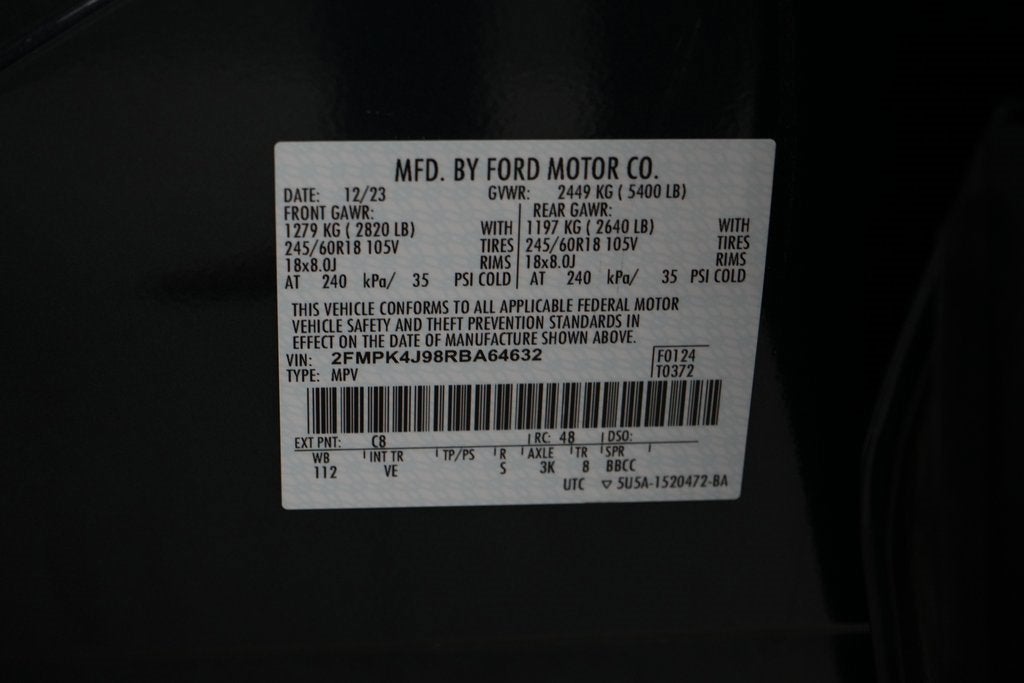 MFD. BY FORD MOTOR CO.
DATE: 12/23 GVWR: 2449 KG ( 5400 LB)
FRONT GAWR: REAR GAWR:
1279 KG ( 2820 LB) WITH 1197 KG ( 2640 LB) WITH
245/60R18 105V TIRES 245/60R18 105V TIRES
18x8.0J RIMS 18x8.0J RIMS
AT 240 kPa/ 35 PSI COLD AT 240 kPa/ 35 PSI COLD
THIS VEHICLE CONFORMS TO ALL APPLICABLE FEDERAL MOTOR
VEHICLE SAFETY AND THEFT PREVENTION STANDARDS IN
EFFECT ON THE DATE OF MANUFACTURE SHOWN ABOVE.
VIN: 2FMPK4J98RBA64632 F0124
TYPE: MPV T0372
EXT PNT: C8 RC: 48 DSO:
WB INT TR TP/PS R AXLE TR SPR
112 VE S 3K 8 BBCC
UTC ▽ 5U5A-1520472-BA